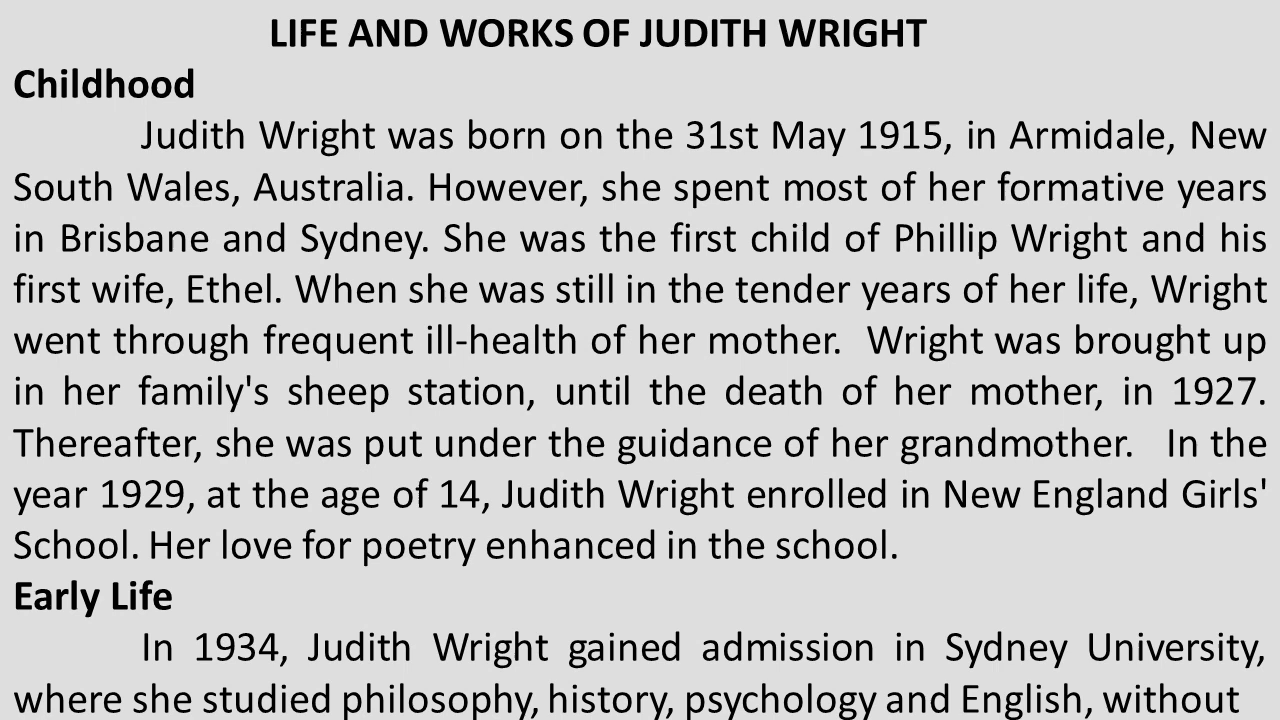 LIFE AND WORKS OF JUDITH WRIGHT
Childhood
Judith Wright was born on the 31st May 1915, in Armidale, New
South Wales, Australia. However, she spent most of her formative years
in Brisbane and Sydney. She was the first child of Phillip Wright and his
first wife, Ethel. When she was still in the tender years of her life, Wright
went through frequent ill-health of her mother.  Wright was brought up
in her family's sheep station, until the death of her mother, in 1927.
Thereafter, she was put under the guidance of her grandmother.   In the
year 1929, at the age of 14, Judith Wright enrolled in New England Girls'
School. Her love for poetry enhanced in the school.
Early Life
In 1934, Judith Wright gained admission in Sydney University,
where she studied philosophy, history, psychology and English, without